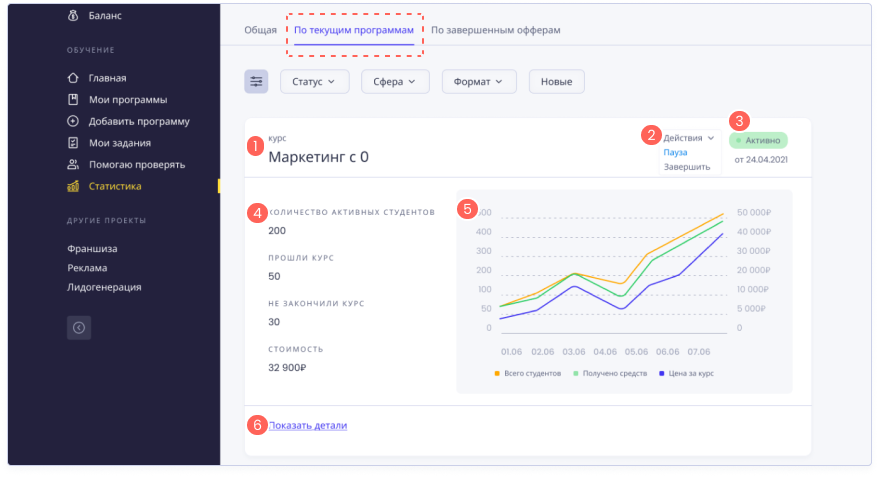 Баланс
ОБУЧЕНИЕ
Главная
Мои программы
Добавить программу
Мои задания
Помогаю проверять
Статистика
ДРУГИЕ ПРОЕКТЫ
Франшиза
Реклама
Лидогенерация
Общая По текущим программам По завершенным офферам
Статус Сфера Формат Новые
1 курс
Маркетинг с 0
2 Действия
Пауза
Завершить
3
Активно
от 24.04.2021
4 КОЛИЧЕСТВО АКТИВНЫХ СТУДЕНТОВ
200
ПРОШЛИ КУРС
50
НЕ ЗАКОНЧИЛИ КУРС
30
СТОИМОСТЬ
32 900₽
5
00 50 000₽
400 40 000₽
300 30 000₽
200 20 000₽
100 10 000₽
50 5 000₽
0 0
01.06 02.06 03.06 04.06 05.06 06.06 07.06
Всего студентов Получено средств Цена за курс
6 Показать детали